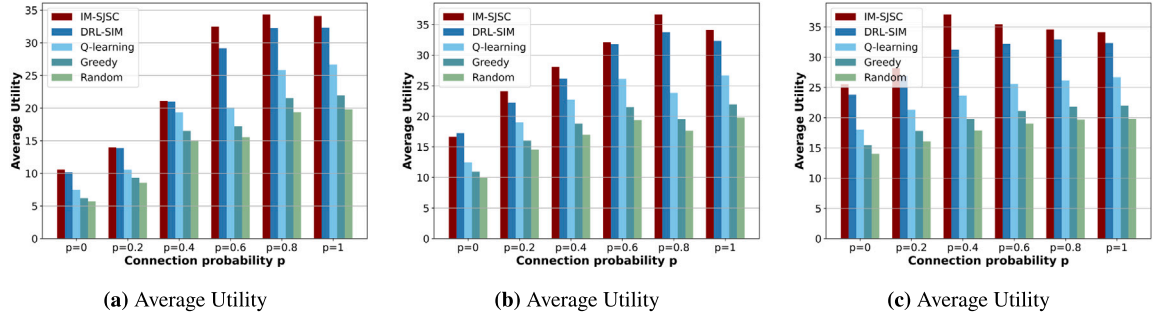 Average Utility
35
30
25
20
15
10
5
0
IM-SJSC
DRL-SIM
Q-learning
Greedy
Random
p=0 p=0.2 p=0.4 p=0.6 p=0.8 p=1
Connection probability p
(a) Average Utility
Average Utility
35
30
25
20
15
10
5
0
IM-SJSC
DRL-SIM
Q-learning
Greedy
Random
p=0 p=0.2 p=0.4 p=0.6 p=0.8 p=1
Connection probability p
(b) Average Utility
Average Utility
35
30
25
20
15
10
5
0
IM-SJSC
DRL-SIM
Q-learning
Greedy
Random
p=0 p=0.2 p=0.4 p=0.6 p=0.8 p=1
Connection probability p
(c) Average Utility